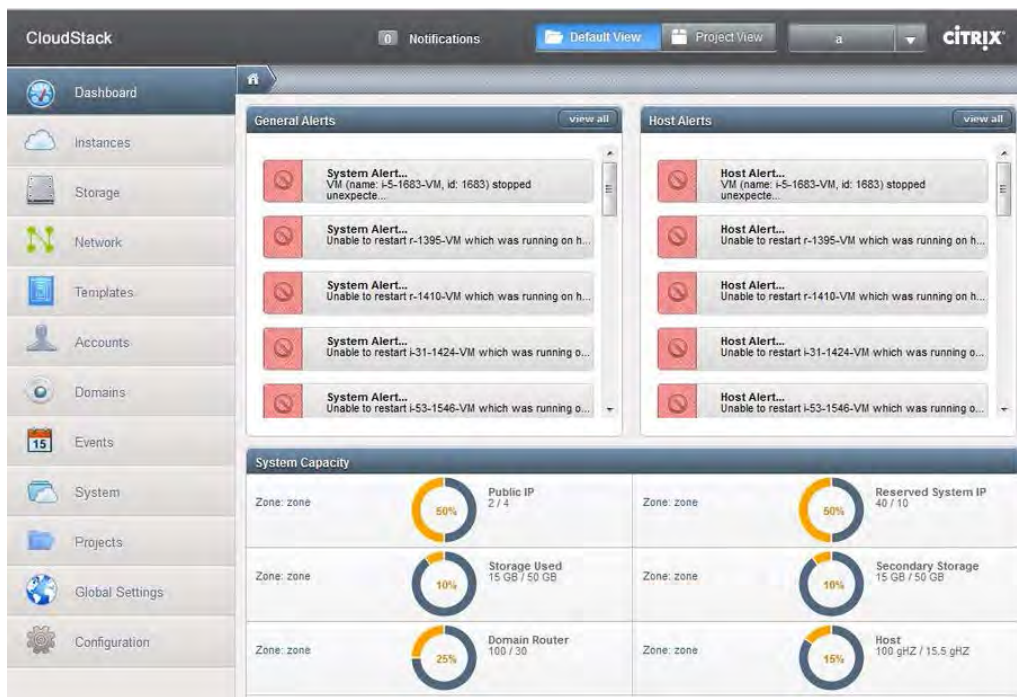 CloudStack
0 Notifications
Default View
Project View
a
CİTRIX
Dashboard
Instances
Storage
Network
Templates
Accounts
Domains
15 Events
System
Projects
Global Settings
Configuration
General Alerts
view all
System Alert...
VM (name: i-5-1683-VM, id: 1683) stopped
unexpecte...
System Alert...
Unable to restart r-1395-VM which was running on h...
System Alert...
Unable to restart r-1410-VM which was running on h...
System Alert...
Unable to restart i-31-1424-VM which was running o...
System Alert...
Unable to restart i-53-1546-VM which was running o...
Host Alerts
view all
Host Alert...
VM (name: i-5-1683-VM, id: 1683) stopped
unexpecte...
Host Alert...
Unable to restart r-1395-VM which was running on h...
Host Alert...
Unable to restart r-1410-VM which was running on h...
Host Alert...
Unable to restart i-31-1424-VM which was running o...
Host Alert...
Unable to restart i-53-1546-VM which was running o...
System Capacity
Zone: zone
50%
Public IP
2 / 4
Zone: zone
50%
Reserved System IP
40 / 10
Zone: zone
10%
Storage Used
15 GB / 50 GB
Zone: zone
10%
Secondary Storage
15 GB / 50 GB
Zone: zone
25%
Domain Router
100 / 30
Zone: zone
15%
Host
100 gHZ / 15.5 gHZ